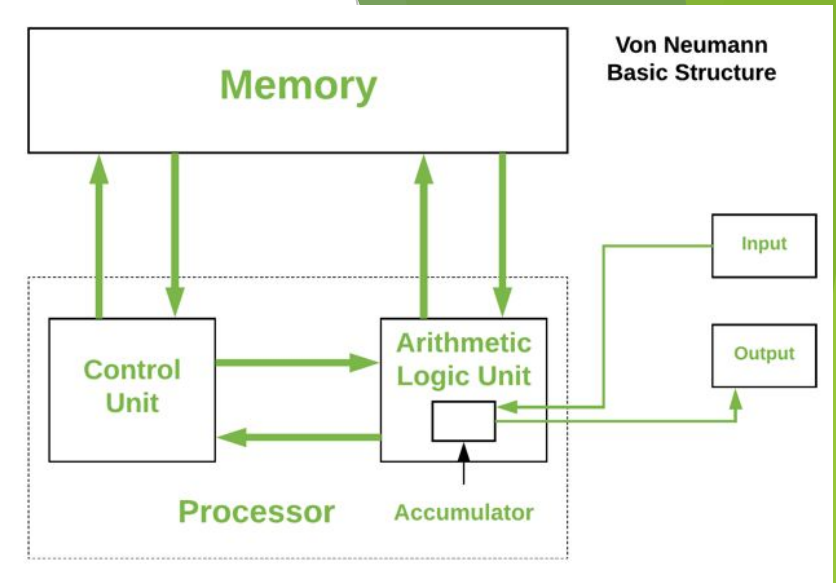 Von Neumann
Basic Structure
Memory
Input
Output
Control
Unit
Arithmetic
Logic Unit
Processor
Accumulator